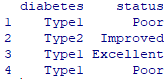 diabetes status
1 Type1 Poor
2 Type2 Improved
3 Type1 Excellent
4 Type1 Poor